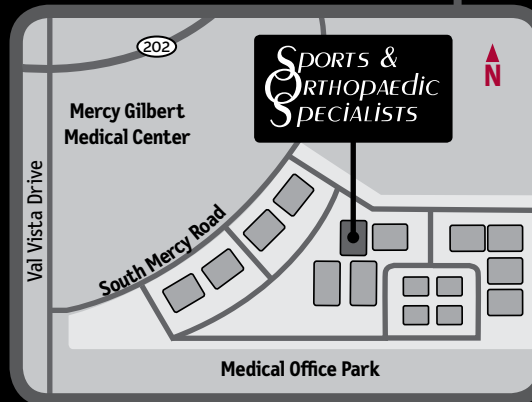 202
SPORTS &
ORTHOPAEDIC
SPECIALISTS
N
Mercy Gilbert
Medical Center
Val Vista Drive
South Mercy Road
Medical Office Park